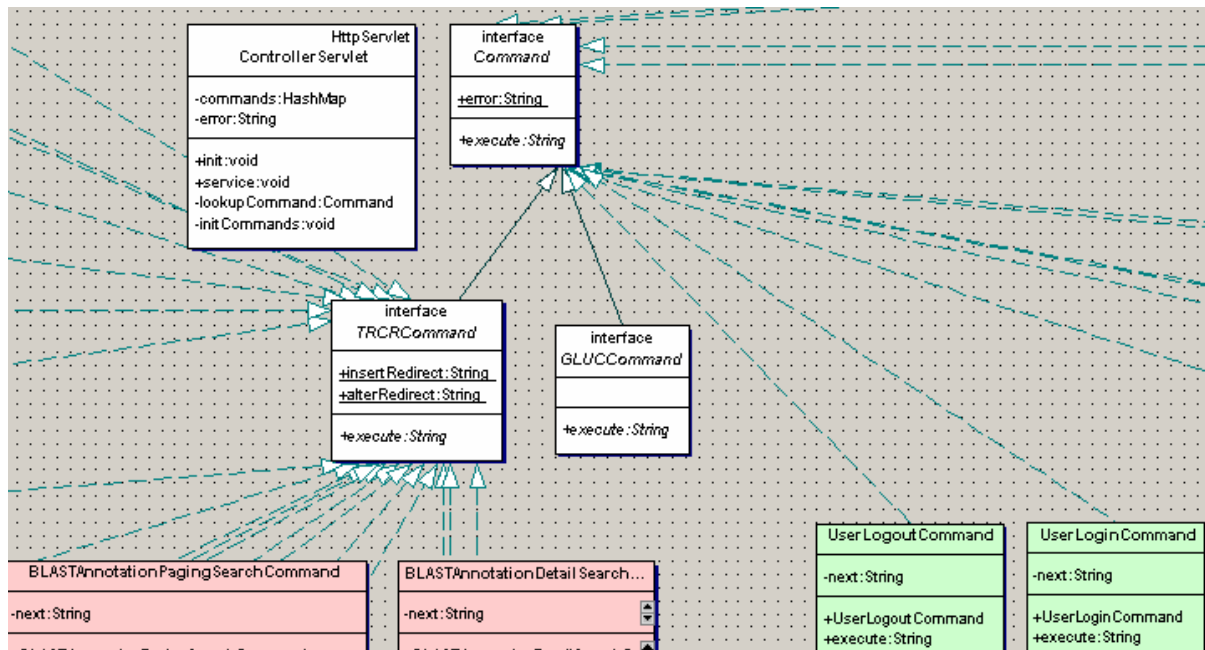 HttpServlet
ControllerServlet
-commands:HashMap
-error:String
+init:void
+service:void
-lookupCommand:Command
-initCommands:void
interface
Command
+error:String
+execute:String
interface
TRCRCommand
+insertRedirect:String
+alterRedirect:String
+execute:String
interface
GLUCCommand
+execute:String
BLASTAnnotationPagingSearchCommand
-next:String
BLASTAnnotationDetailSearch...
-next:String
UserLogoutCommand
-next:String
+UserLogoutCommand
+execute:String
UserLoginCommand
-next:String
+UserLoginCommand
+execute:String